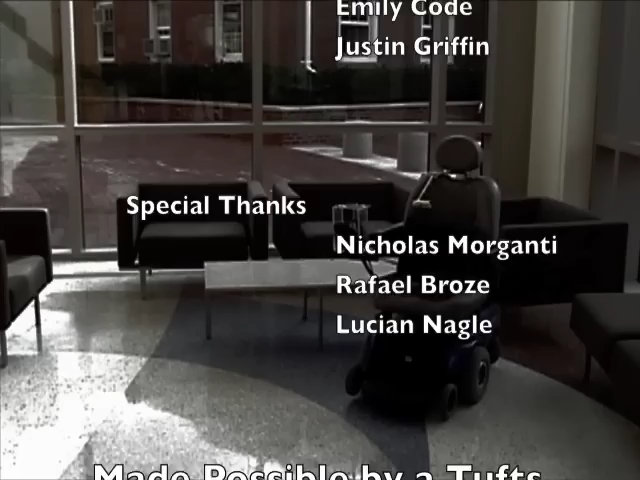 Emily Code
Justin Griffin
Special Thanks
Nicholas Morganti
Rafael Broze
Lucian Nagle
Made Possible by a Tufts